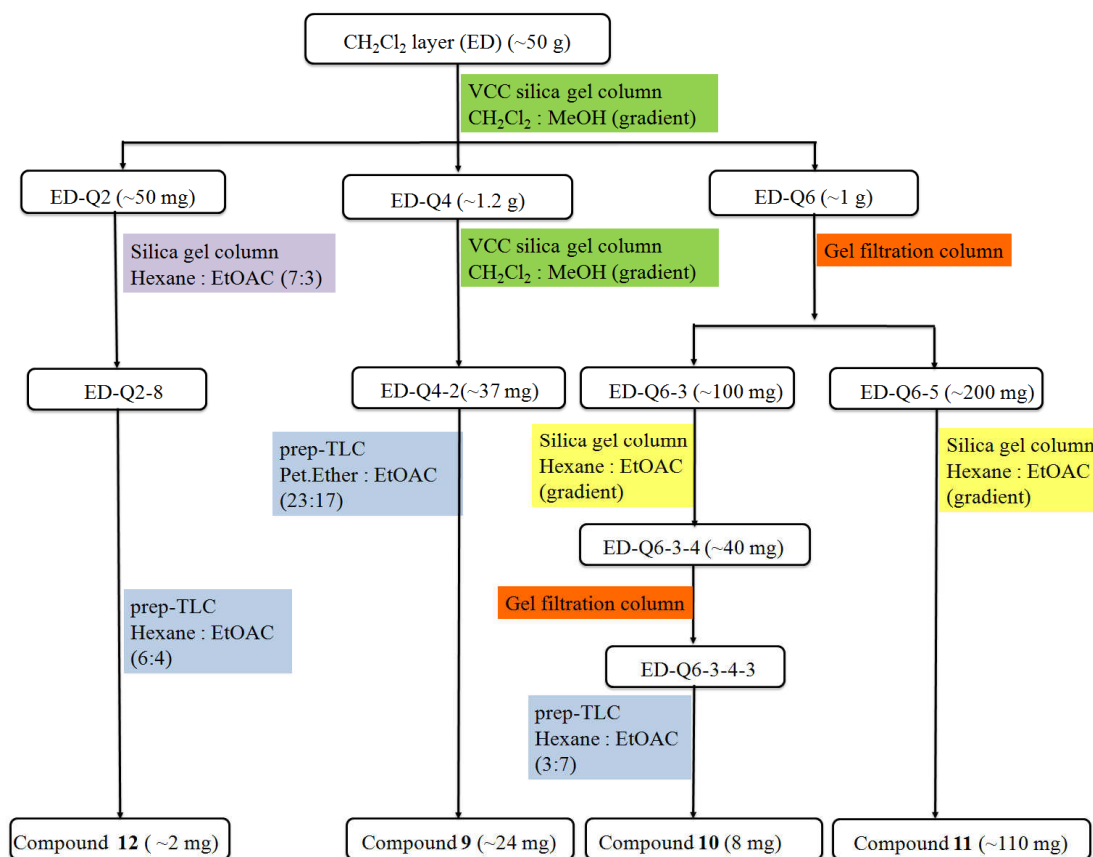 CH₂Cl₂ layer (ED) (~50 g)
VCC silica gel column
CH₂Cl₂ : MeOH (gradient)
ED-Q2 (~50 mg)
ED-Q4 (~1.2 g)
ED-Q6 (~1 g)
Silica gel column
Hexane : EtOAC (7:3)
VCC silica gel column
CH₂Cl₂ : MeOH (gradient)
Gel filtration column
ED-Q2-8
ED-Q4-2 (~37 mg)
ED-Q6-3 (~100 mg)
ED-Q6-5 (~200 mg)
prep-TLC
Pet.Ether : EtOAC
(23:17)
Silica gel column
Hexane : EtOAC
(gradient)
Silica gel column
Hexane : EtOAC
(gradient)
ED-Q6-3-4 (~40 mg)
prep-TLC
Hexane : EtOAC
(6:4)
Gel filtration column
ED-Q6-3-4-3
prep-TLC
Hexane : EtOAC
(3:7)
Compound 12 ( ~2 mg)
Compound 9 (~24 mg)
Compound 10 (8 mg)
Compound 11 (~110 mg)